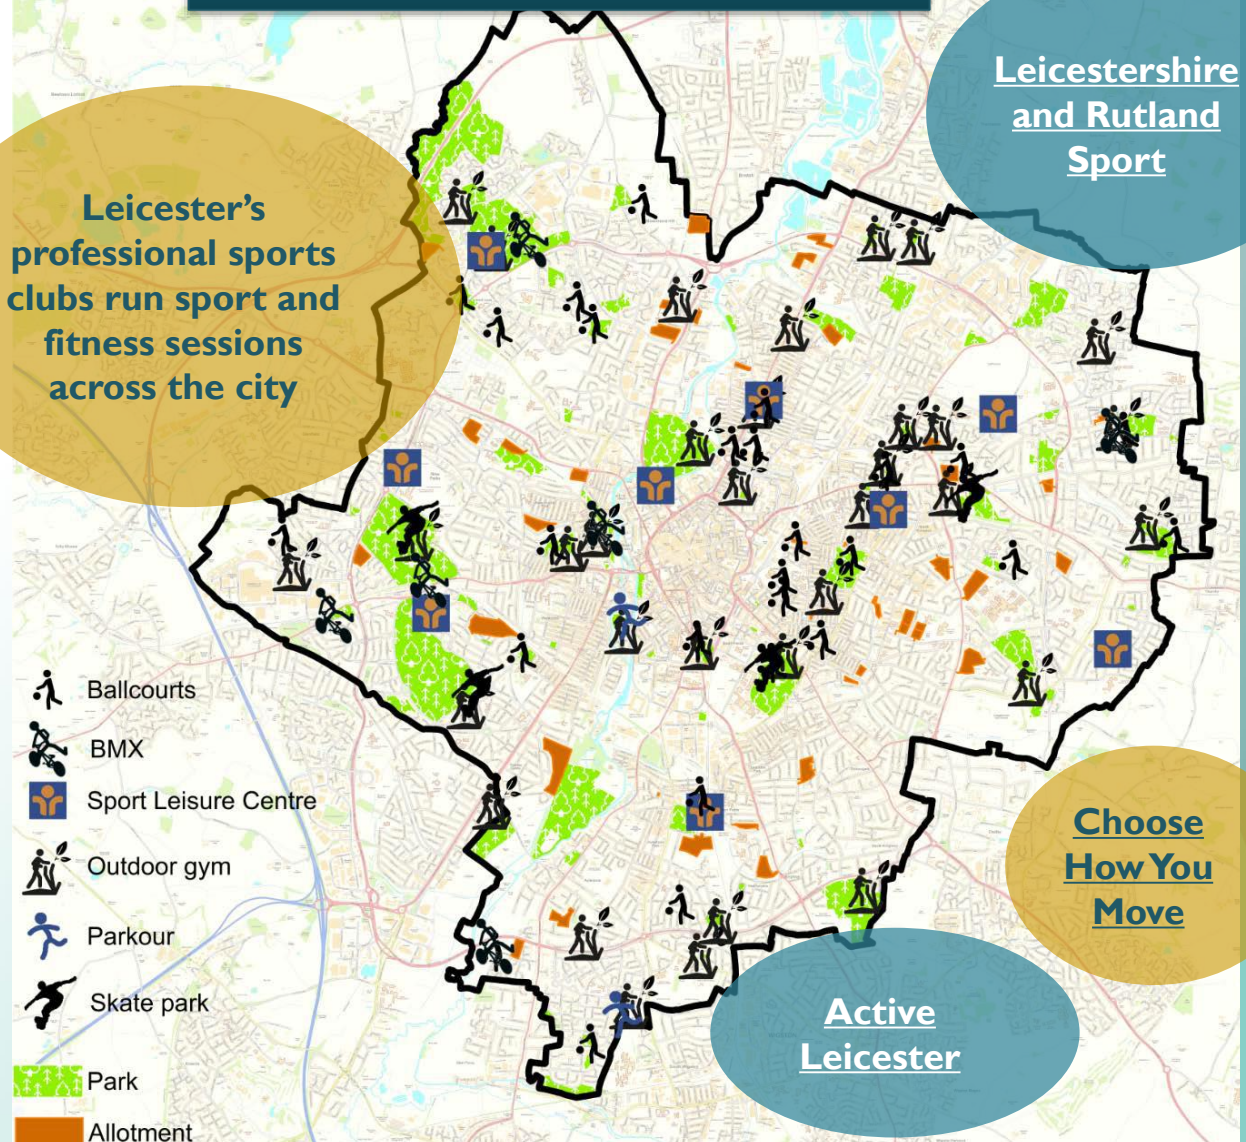 Leicestershire
and Rutland
Sport
Leicester’s
professional sports
clubs run sport and
fitness sessions
across the city
Ballcourts
BMX
Sport Leisure Centre
Outdoor gym
Parkour
Skate park
Park
Allotment
Choose
How You
Move
Active
Leicester